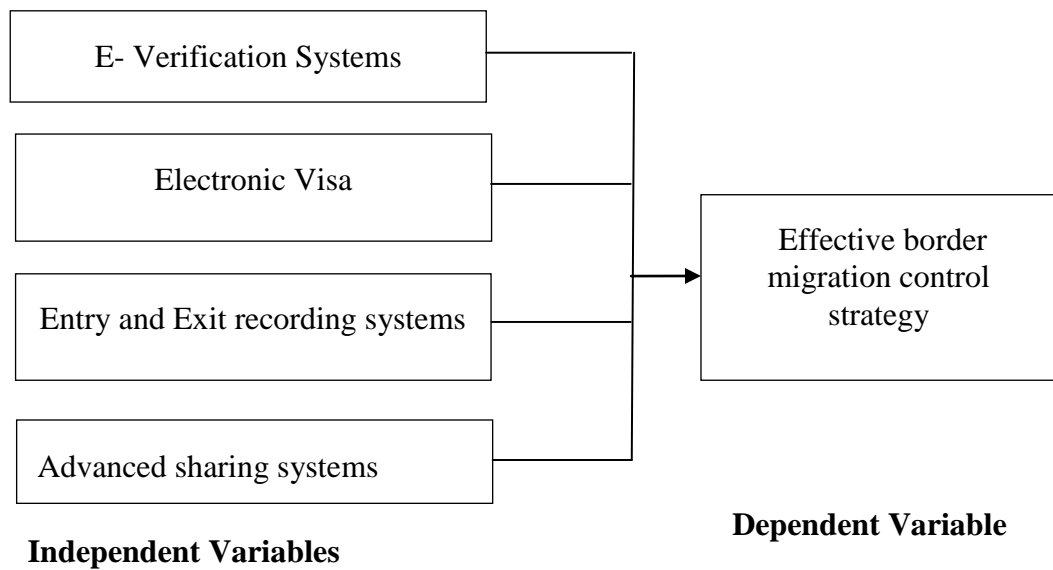 E- Verification Systems
Electronic Visa
Entry and Exit recording systems
Advanced sharing systems
Independent Variables
Effective border
migration control
strategy
Dependent Variable